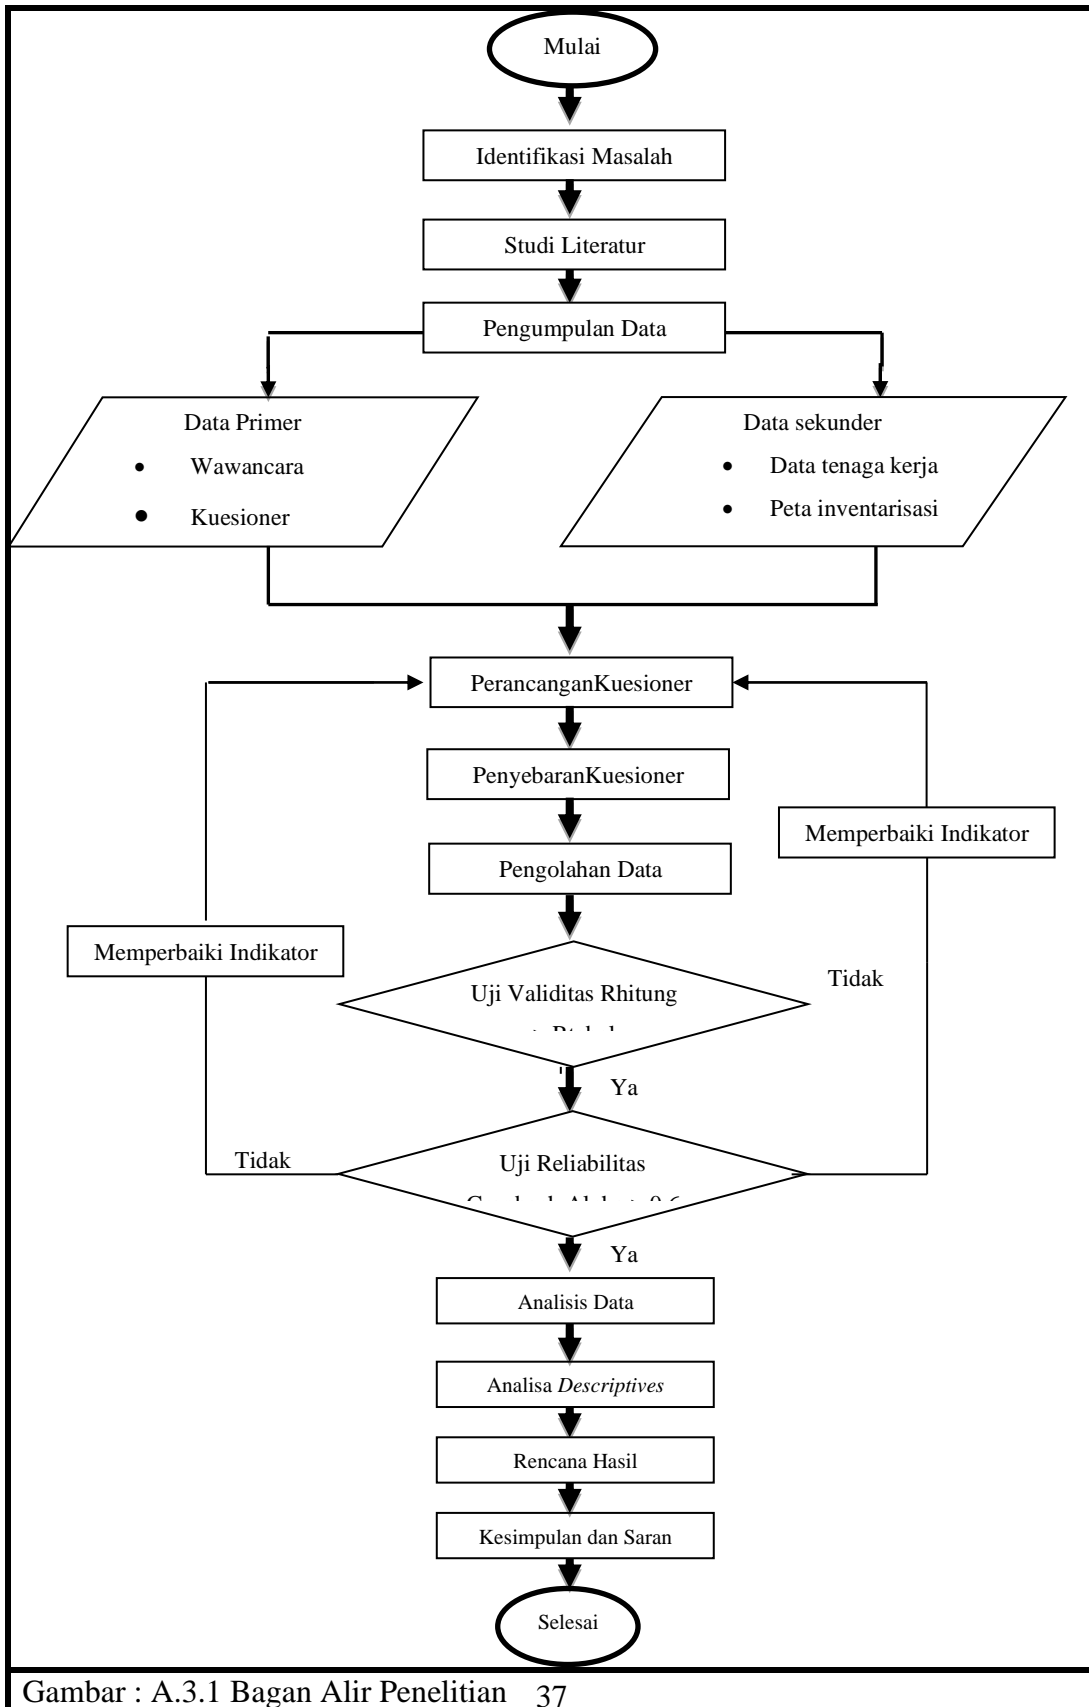 Mulai
Identifikasi Masalah
Studi Literatur
Pengumpulan Data
Data Primer
• Wawancara
• Kuesioner
Data sekunder
• Data tenaga kerja
• Peta inventarisasi
PerancanganKuesioner
PenyebaranKuesioner
Memperbaiki Indikator
Pengolahan Data
Memperbaiki Indikator
Uji Validitas Rhitung
Tidak
Ya
Tidak
Uji Reliabilitas
Ya
Analisis Data
Analisa Descriptives
Rencana Hasil
Kesimpulan dan Saran
Selesai
Gambar : A.3.1 Bagan Alir Penelitian 37